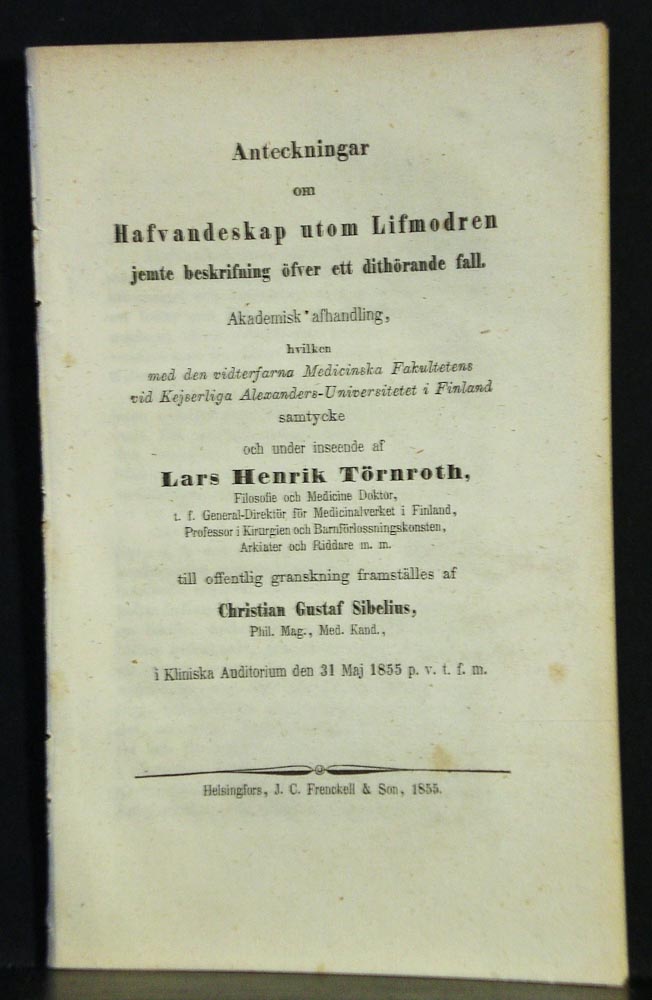 Anteckningar
om
Hafvandeskap utom Lifmodren
jemte beskrifning öfver ett dithörande fall.
Akademisk afhandling,
hvilken
med den vidterfarna Medicinska Fakultetens
vid Kejserliga Alexanders-Universitetet i Finland
samtycke
och under inseende af
Lars Henrik Törnroth,
Filosofie och Medicine Doktor,
t. f. General-Direktör för Medicinalverket i Finland,
Professor i Kirurgien och Barnförlossningskonsten,
Arkiater och Riddare m. m.
till offentlig granskning framställes af
Christian Gustaf Sibelius,
Phil. Mag., Med. Kand.,
i Kliniska Auditorium den 31 Maj 1855 p. v. t. f. m.
Helsingfors, J. C. Frenckell & Son, 1855.